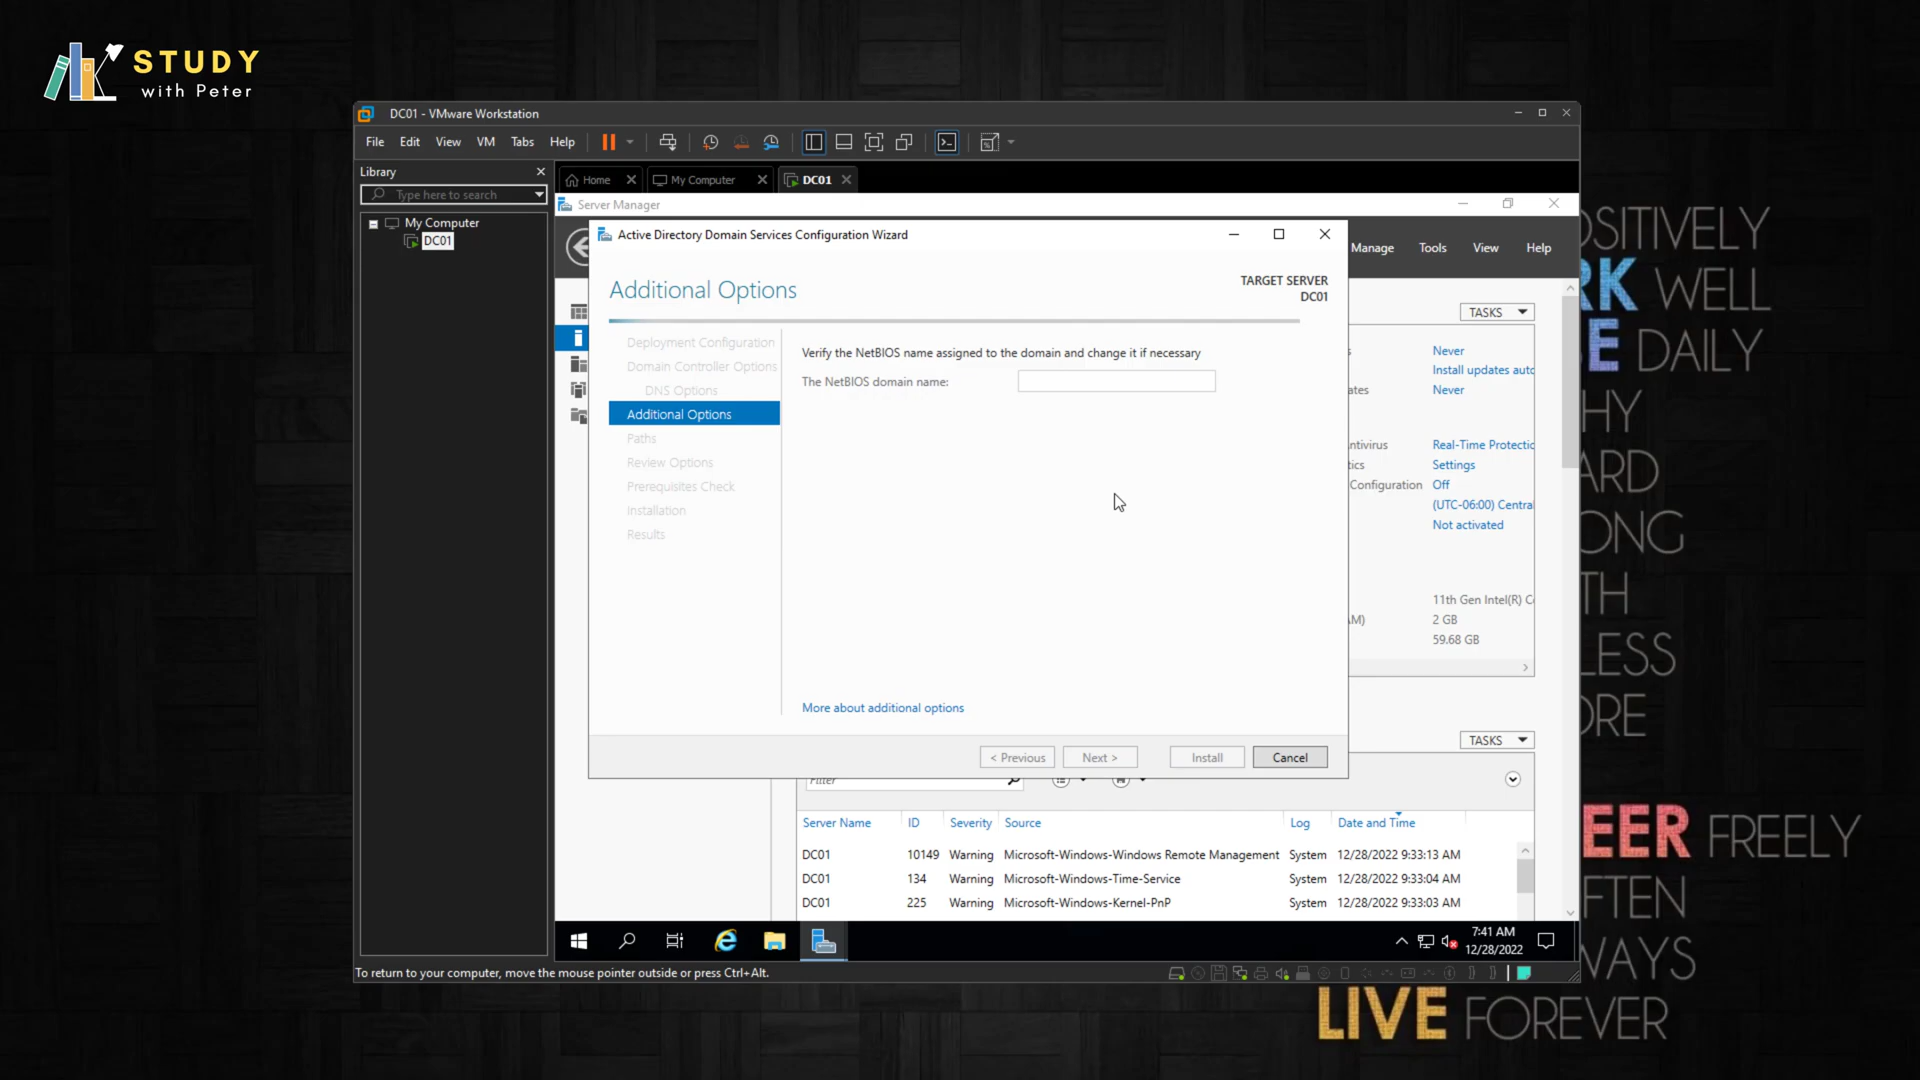 STUDY
with Peter
DC01 - VMware Workstation
File Edit View VM Tabs Help
Library
Type here to search
My Computer
DC01
Home
My Computer
DC01
Server Manager
Manage Tools View Help
Active Directory Domain Services Configuration Wizard
Additional Options
TARGET SERVER
DC01
Deployment Configuration
Domain Controller Options
DNS Options
Additional Options
Paths
Review Options
Prerequisites Check
Installation
Results
Verify the NetBIOS name assigned to the domain and change it if necessary
The NetBIOS domain name:
More about additional options
< Previous Next > Install Cancel
TASKS
Never
Install updates auto
Never
Real-Time Protectic
Settings
Configuration Off
(UTC-06:00) Centra
Not activated
11th Gen Intel(R) C
2 GB
59.68 GB
TASKS
Filter
Server Name ID Severity Source Log Date and Time
DC01 10149 Warning Microsoft-Windows-Windows Remote Management System 12/28/2022 9:33:13 AM
DC01 134 Warning Microsoft-Windows-Time-Service System 12/28/2022 9:33:04 AM
DC01 225 Warning Microsoft-Windows-Kernel-PnP System 12/28/2022 9:33:03 AM
7:41 AM
12/28/2022
To return to your computer, move the mouse pointer outside or press Ctrl+Alt.
OSITIVELY
RK WELL
E DAILY
HY
ARD
ONG
TH
LESS
ORE
EER FREELY
FTEN
WAYS
LIVE FOREVER